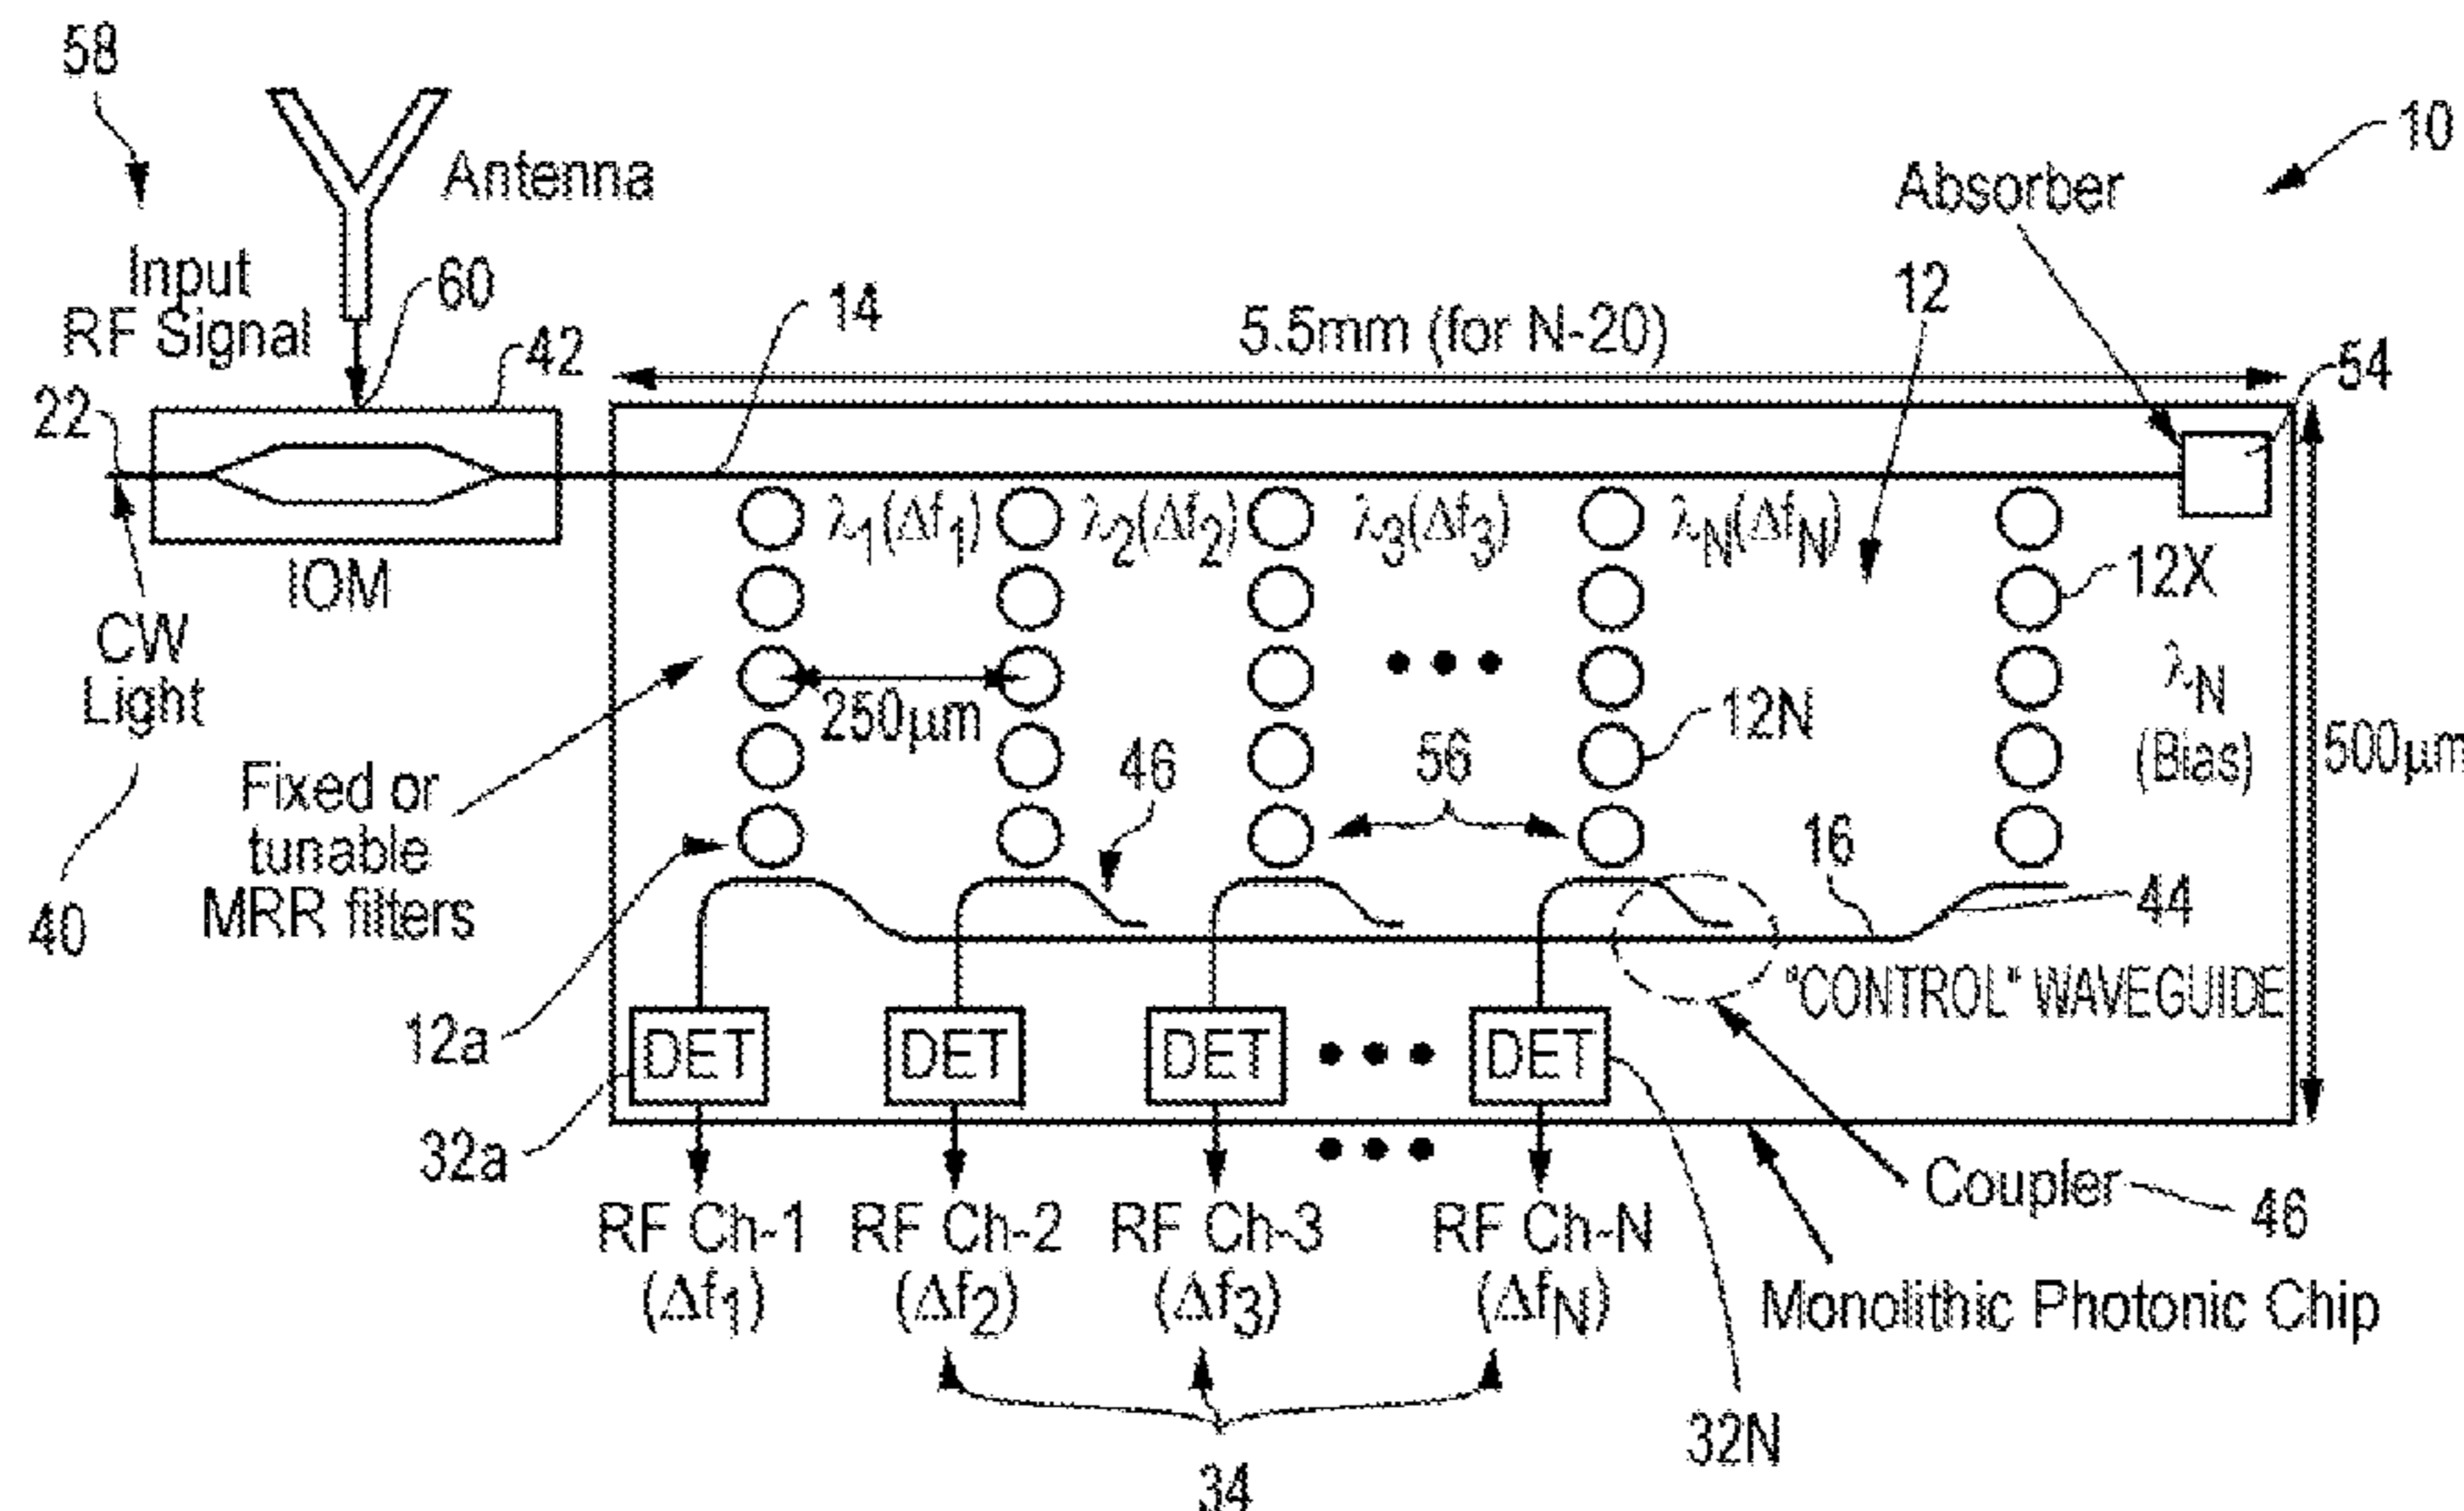 58
10
Antenna
Absorber
Input
RF Signal
60
14
12
42
5.5mm (for N-20)
54
22
λ1(Δf1)
λ2(Δf2)
λ3(Δf3)
λN(ΔfN)
IOM
12X
CW
Light
λN
(Bias)
250μm
12N
500μm
46
56
Fixed or
tunable
MRR filters
16
40
44
"CONTROL" WAVEGUIDE
12a
DET
DET
DET
DET
32a
Coupler
46
RF Ch-1
(Δf1)
RF Ch-2
(Δf2)
RF Ch-3
(Δf3)
RF Ch-N
(ΔfN)
Monolithic Photonic Chip
32N
34